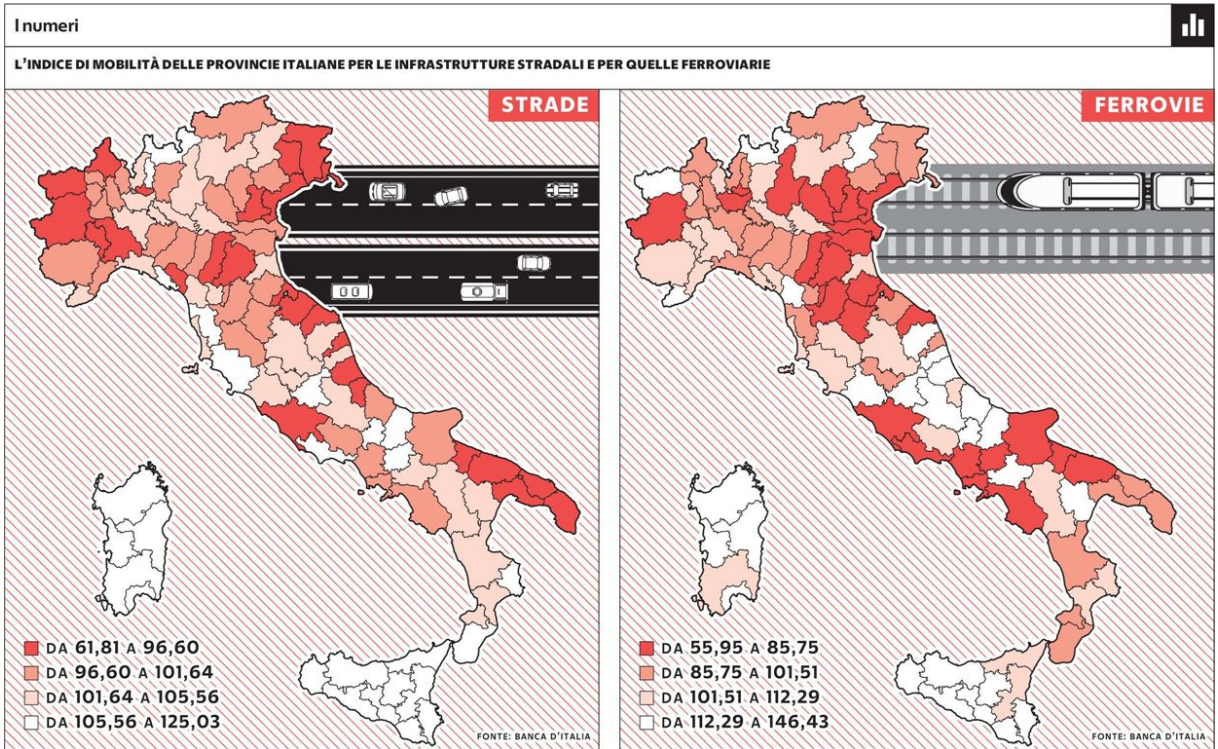 I numeri
L'INDICE DI MOBILITÀ DELLE PROVINCIE ITALIANE PER LE INFRASTRUTTURE STRADALI E PER QUELLE FERROVIARIE
STRADE
DA 61,81 A 96,60
DA 96,60 A 101,64
DA 101,64 A 105,56
DA 105,56 A 125,03
FONTE: BANCA D'ITALIA
FERROVIE
DA 55,95 A 85,75
DA 85,75 A 101,51
DA 101,51 A 112,29
DA 112,29 A 146,43
FONTE: BANCA D'ITALIA